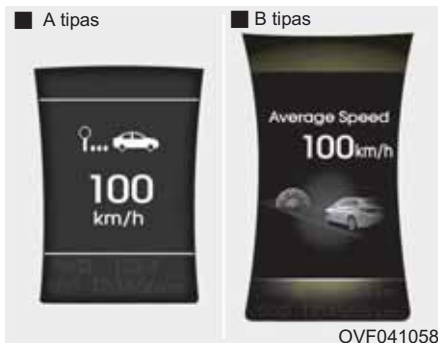 A tipas
100
km/h
B tipas
Average Speed
100km/h
OVF041058